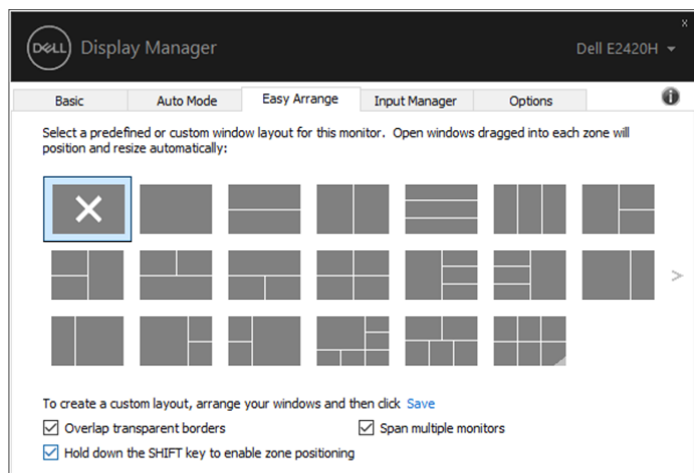 x
DELL Display Manager Dell E2420H
Basic Auto Mode Easy Arrange Input Manager Options
Select a predefined or custom window layout for this monitor. Open windows dragged into each zone will
position and resize automatically:
To create a custom layout, arrange your windows and then click Save
Overlap transparent borders Span multiple monitors
Hold down the SHIFT key to enable zone positioning